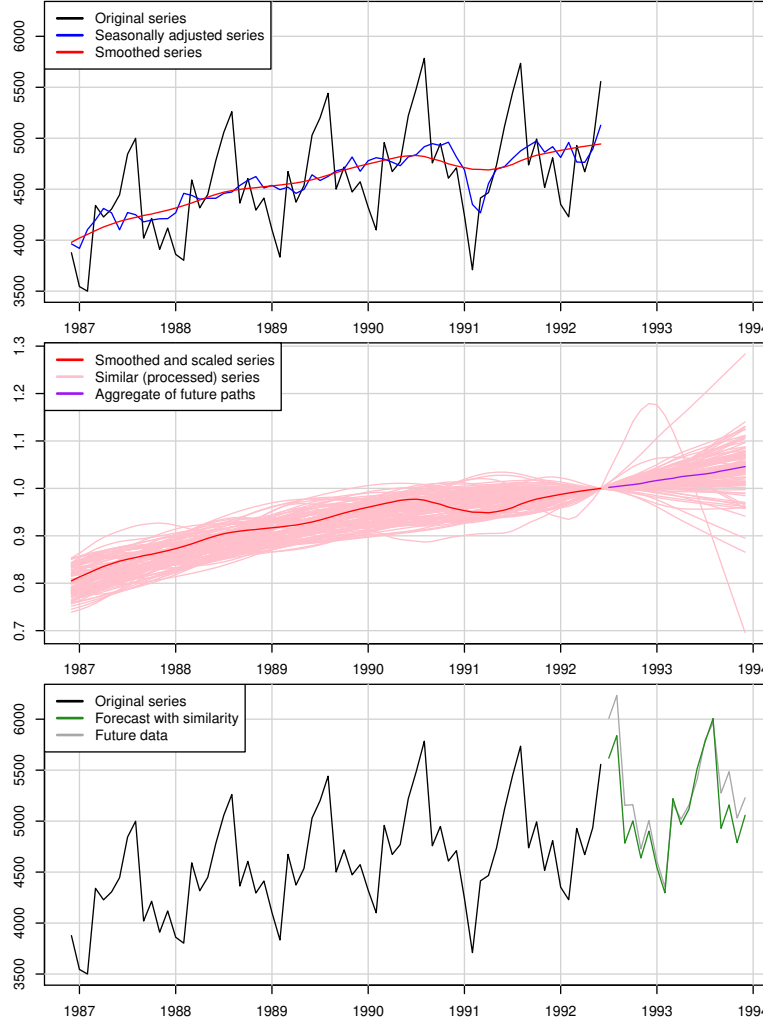 Original series
Seasonally adjusted series
Smoothed series
6000
5500
5000
4500
4000
3500
1987 1988 1989 1990 1991 1992 1993 1994
Smoothed and scaled series
Similar (processed) series
Aggregate of future paths
1.3
1.2
1.1
1.0
0.9
0.8
0.7
1987 1988 1989 1990 1991 1992 1993 1994
Original series
Forecast with similarity
Future data
6000
5500
5000
4500
4000
3500
1987 1988 1989 1990 1991 1992 1993 1994